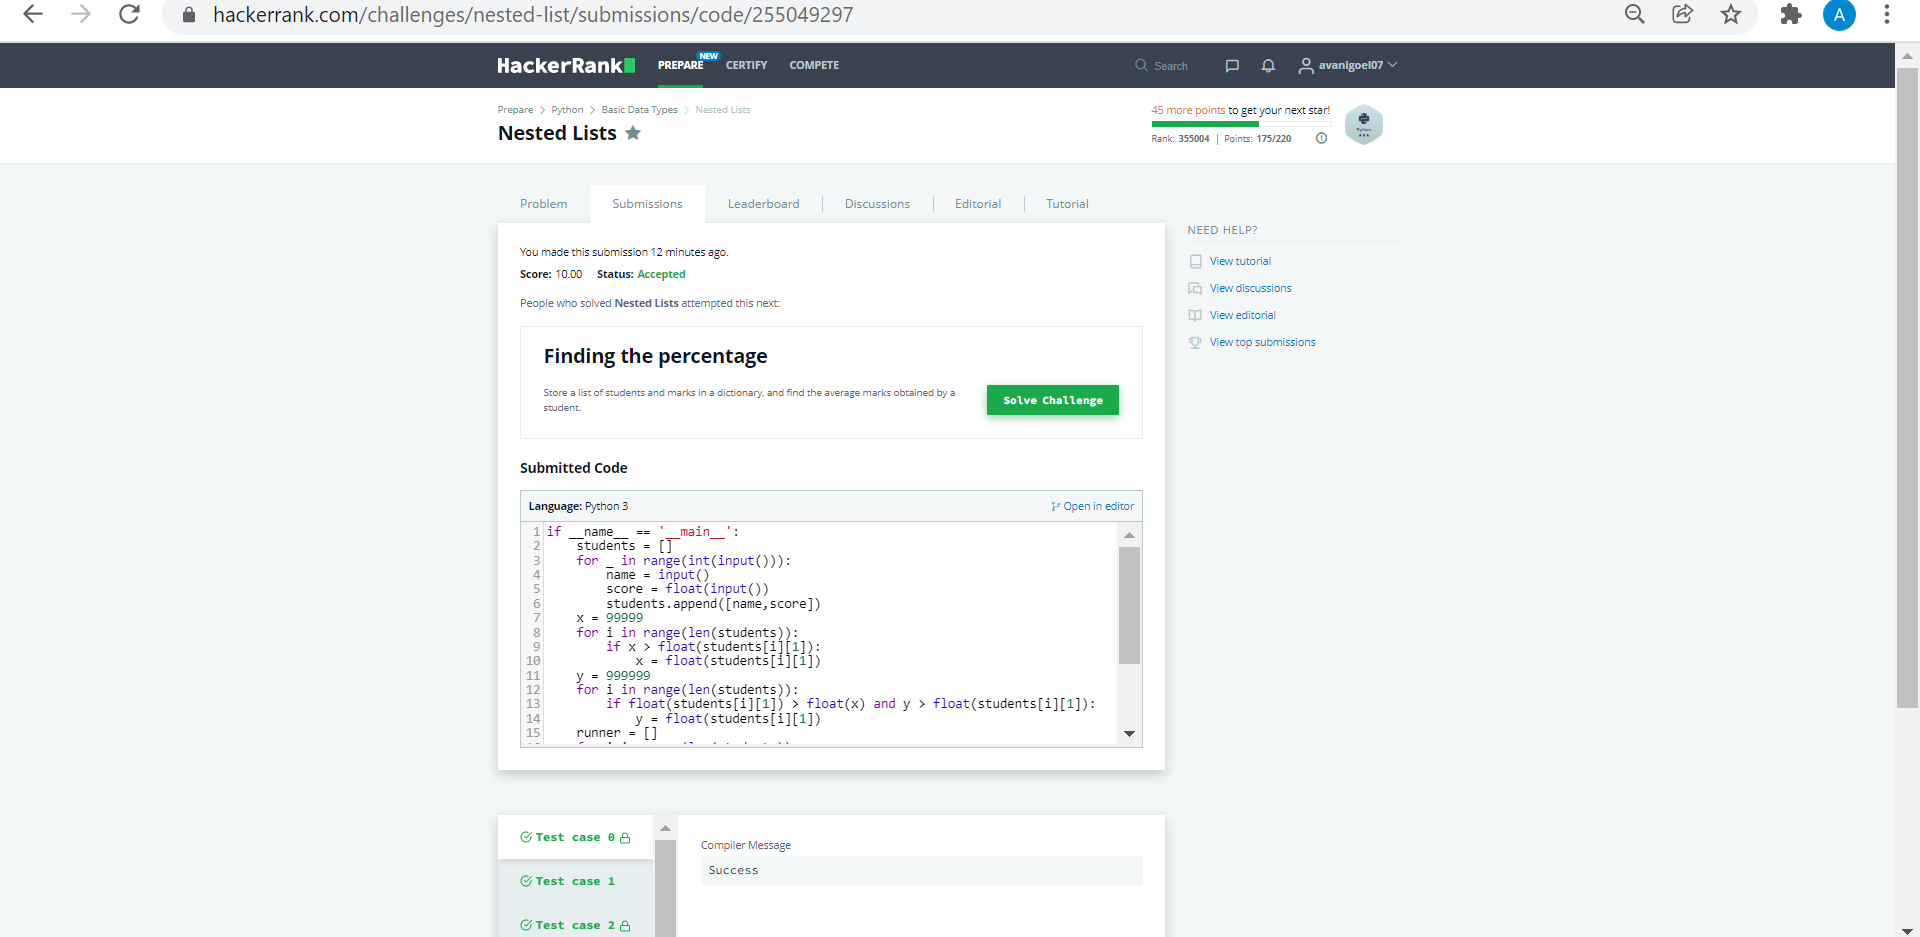 hackerrank.com/challenges/nested-list/submissions/code/255049297
A
HackerRank
PREPARE
NEW
CERTIFY
COMPETE
Search
avanigoel07
Prepare > Python > Basic Data Types > Nested Lists
Nested Lists
45 more points to get your next star!
Rank: 355004 | Points: 175/220
Python
Problem
Submissions
Leaderboard
Discussions
Editorial
Tutorial
You made this submission 12 minutes ago.
Score: 10.00 Status: Accepted
People who solved Nested Lists attempted this next:
Finding the percentage
Store a list of students and marks in a dictionary, and find the average marks obtained by a
student.
Solve Challenge
NEED HELP?
View tutorial
View discussions
View editorial
View top submissions
Submitted Code
Language: Python 3
Open in editor
1 if __name__ == '__main__':
2     students = []
3     for _ in range(int(input())):
4         name = input()
5         score = float(input())
6         students.append([name,score])
7     x = 99999
8     for i in range(len(students)):
9         if x > float(students[i][1]):
10             x = float(students[i][1])
11     y = 999999
12     for i in range(len(students)):
13         if float(students[i][1]) > float(x) and y > float(students[i][1]):
14             y = float(students[i][1])
15     runner = []
Test case 0
Test case 1
Test case 2
Compiler Message
Success